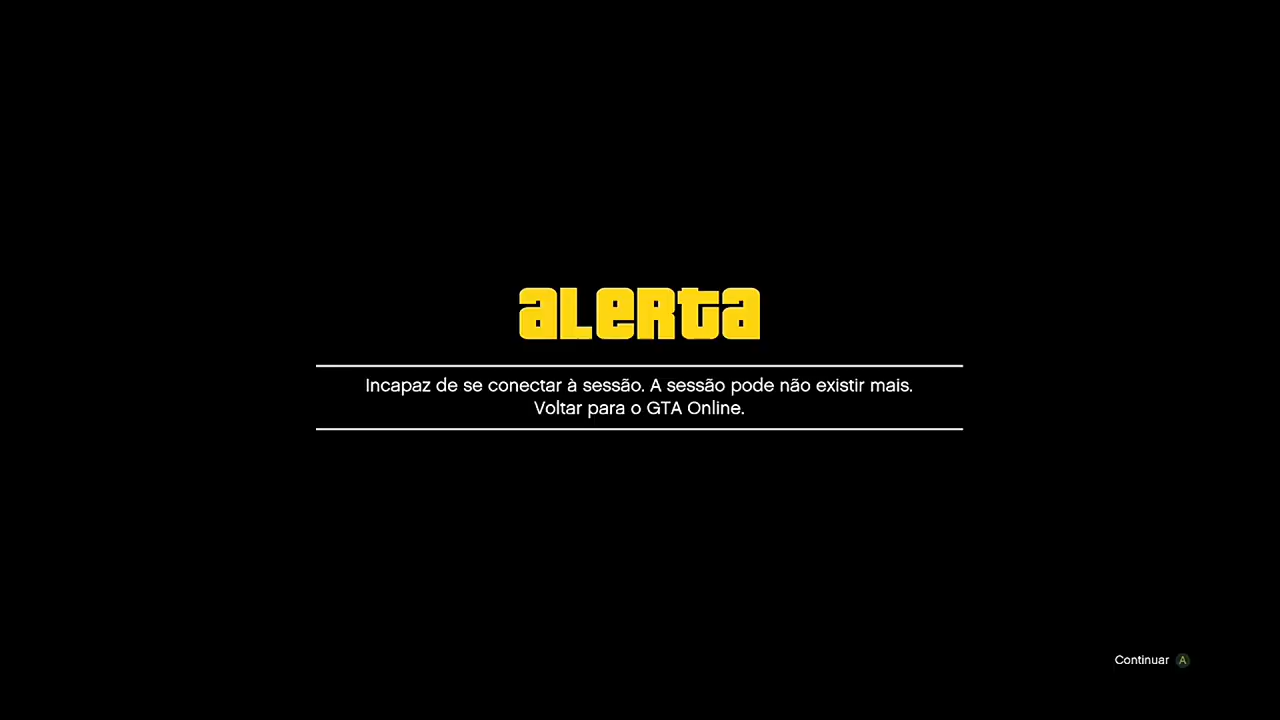 alerta
Incapaz de se conectar à sessão. A sessão pode não existir mais.
Voltar para o GTA Online.
Continuar A